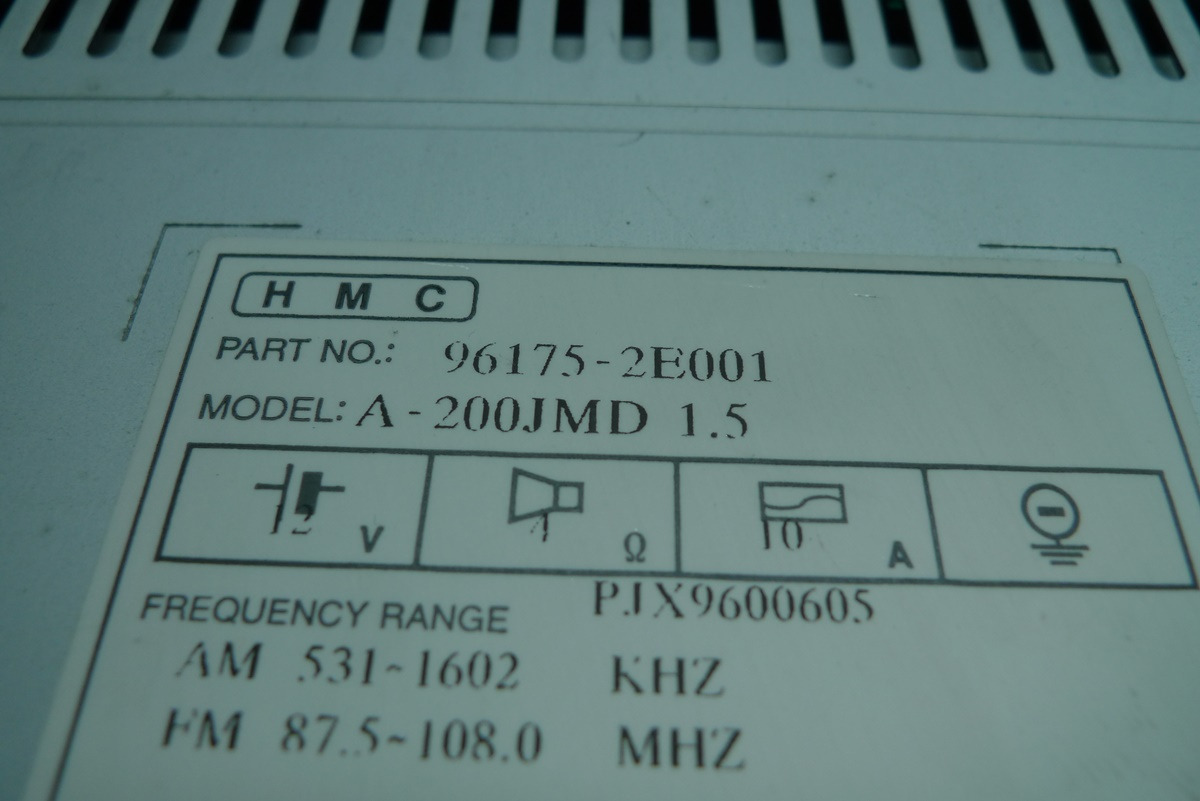 H M C
PART NO.: 96175-2E001
MODEL: A-200JMD 1.5
12 V 4 Ω 10 A
PJX9600605
FREQUENCY RANGE
AM 531~1602 KHZ
FM 87.5~108.0 MHZ